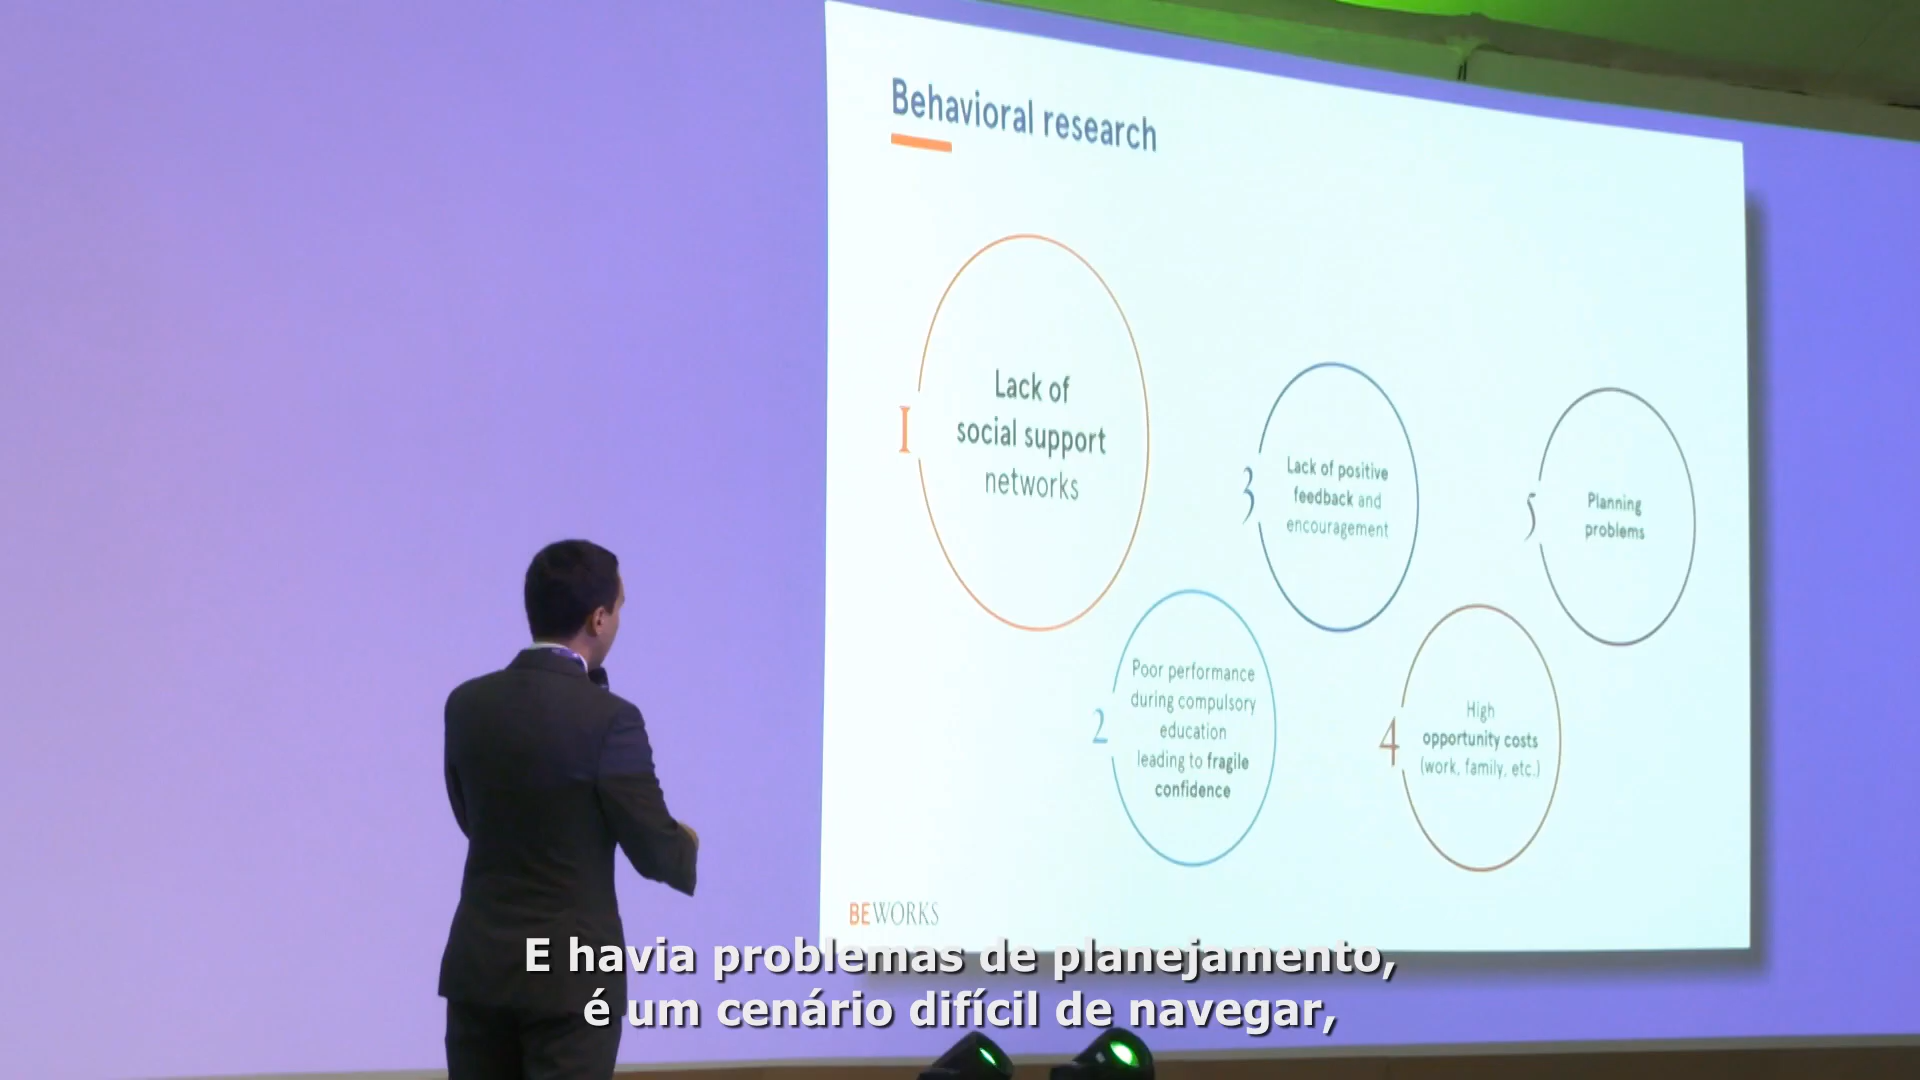 Behavioral research
1
Lack of
social support
networks
2
Poor performance
during compulsory
education
leading to fragile
confidence
3
Lack of positive
feedback and
encouragement
4
High
opportunity costs
(work, family, etc.)
5
Planning
problems
BEWORKS
E havia problemas de planejamento,
é um cenário difícil de navegar,